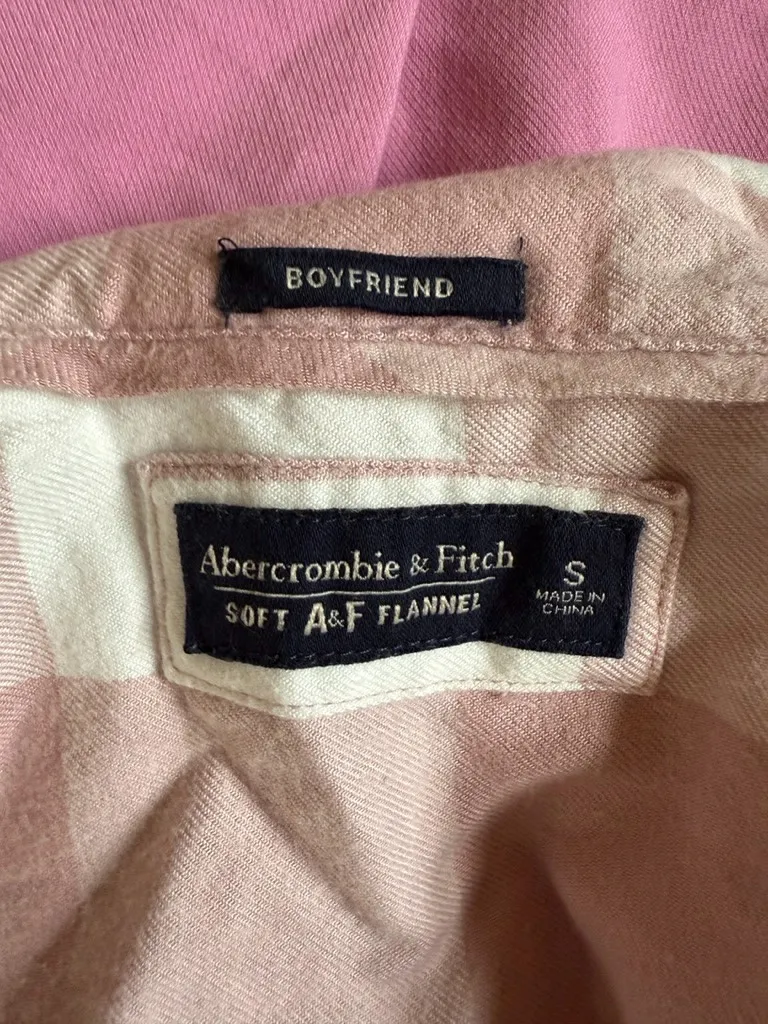 BOYFRIEND
Abercrombie & Fitch
SOFT A&F FLANNEL
S
MADE IN
CHINA